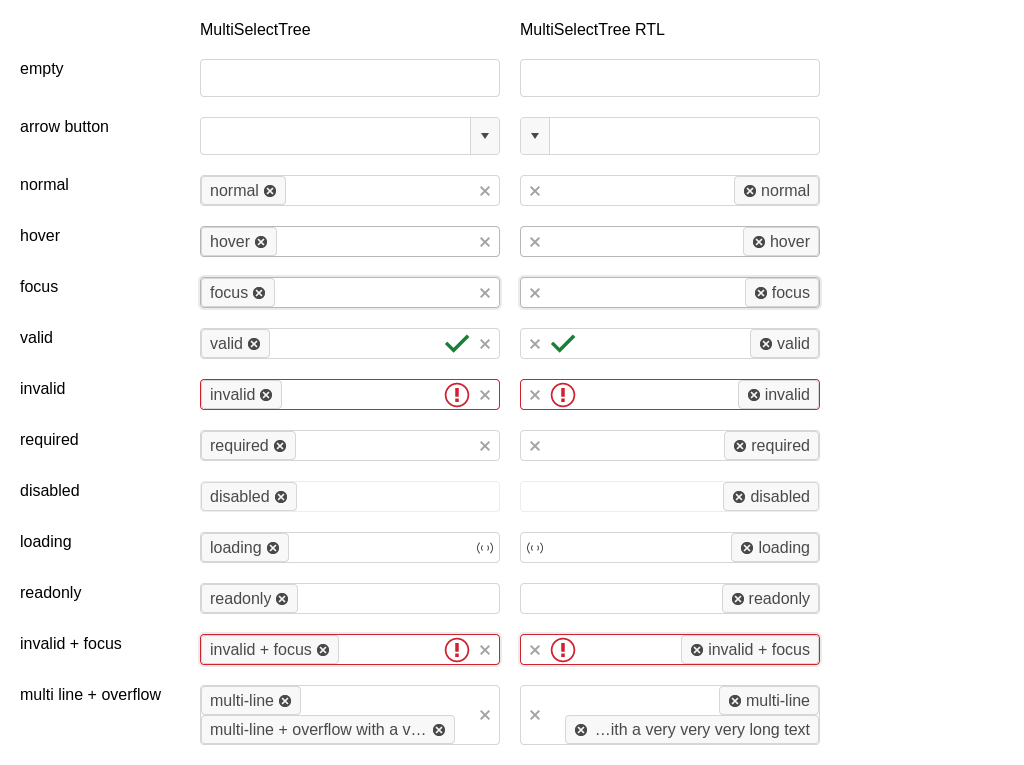 MultiSelectTree MultiSelectTree RTL
empty
arrow button
normal normal normal
hover hover hover
focus focus focus
valid valid valid
invalid invalid invalid
required required required
disabled disabled disabled
loading loading loading
readonly readonly readonly
invalid + focus invalid + focus invalid + focus
multi line + overflow multi-line multi-line
multi-line + overflow with a v… …ith a very very very long text